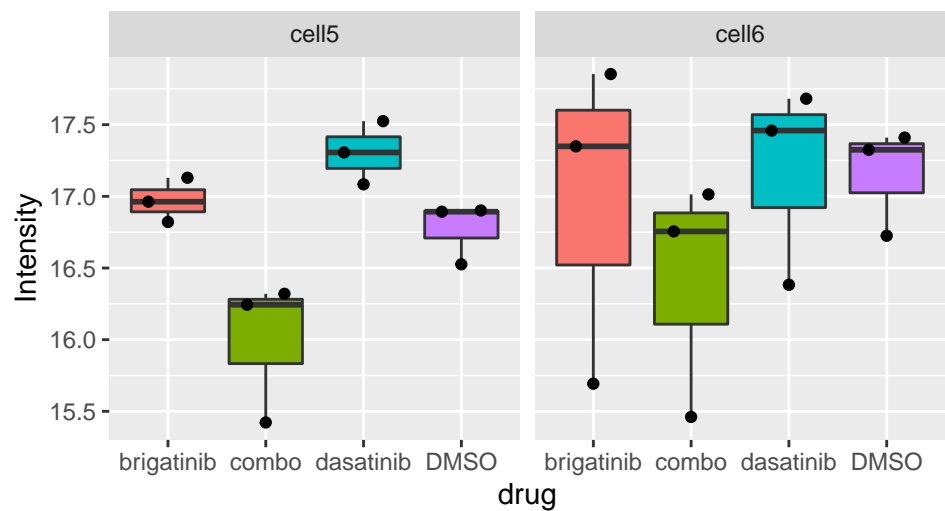 cell5 cell6
Intensity
17.5
17.0
16.5
16.0
15.5
brigatinib combo dasatinib DMSO brigatinib combo dasatinib DMSO
drug